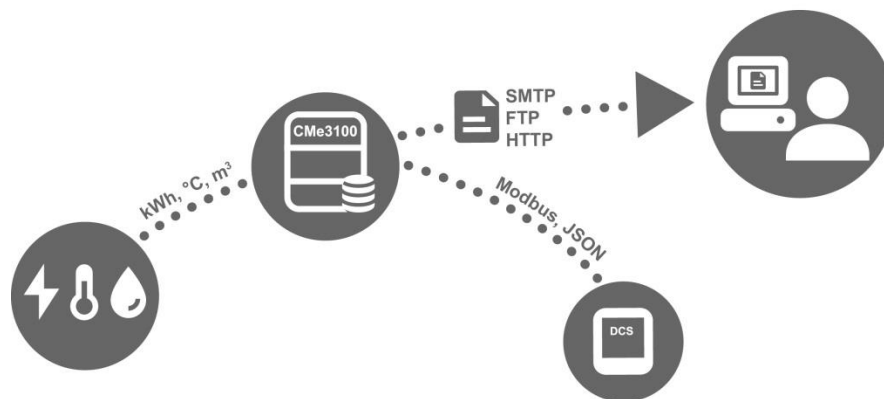 CMe3100
SMTP
FTP
HTTP
kWh, °C, m³
Modbus, JSON
DCS